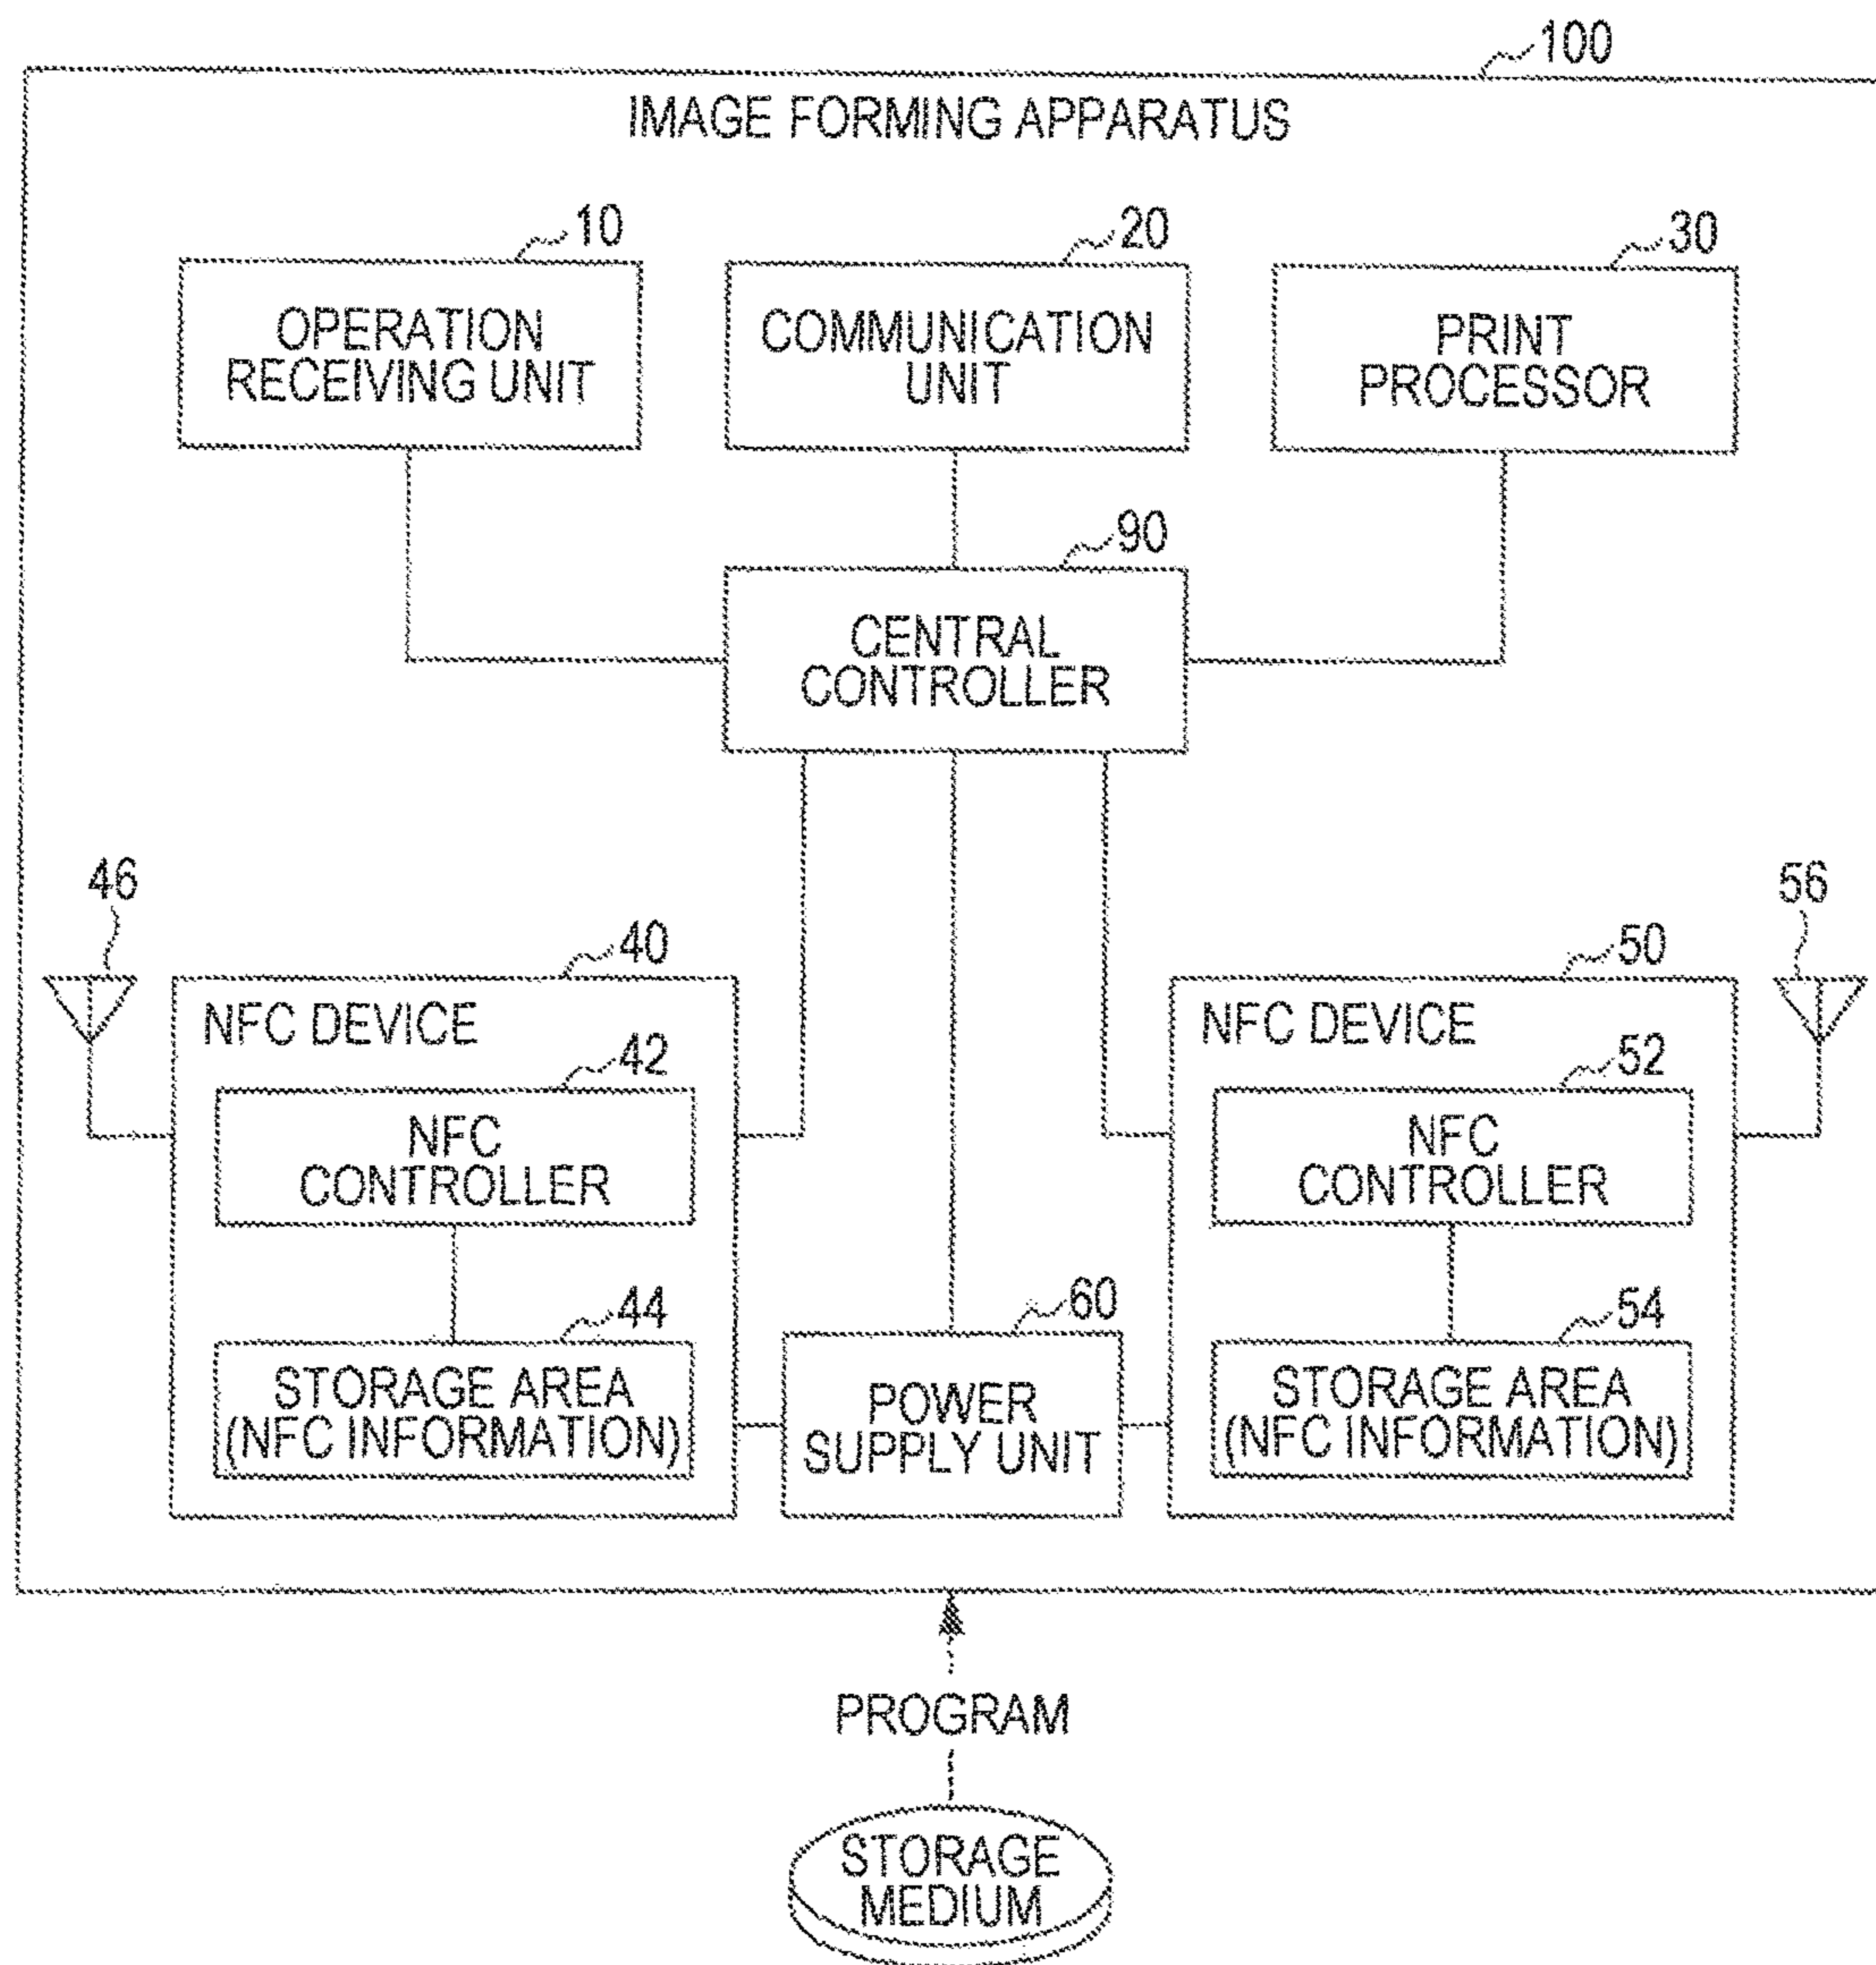 100
IMAGE FORMING APPARATUS
10
20
30
OPERATION
RECEIVING UNIT
COMMUNICATION
UNIT
PRINT
PROCESSOR
90
CENTRAL
CONTROLLER
46
40
NFC DEVICE
42
NFC
CONTROLLER
44
STORAGE AREA
(NFC INFORMATION)
60
POWER
SUPPLY UNIT
50
56
NFC DEVICE
52
NFC
CONTROLLER
54
STORAGE AREA
(NFC INFORMATION)
PROGRAM
STORAGE
MEDIUM